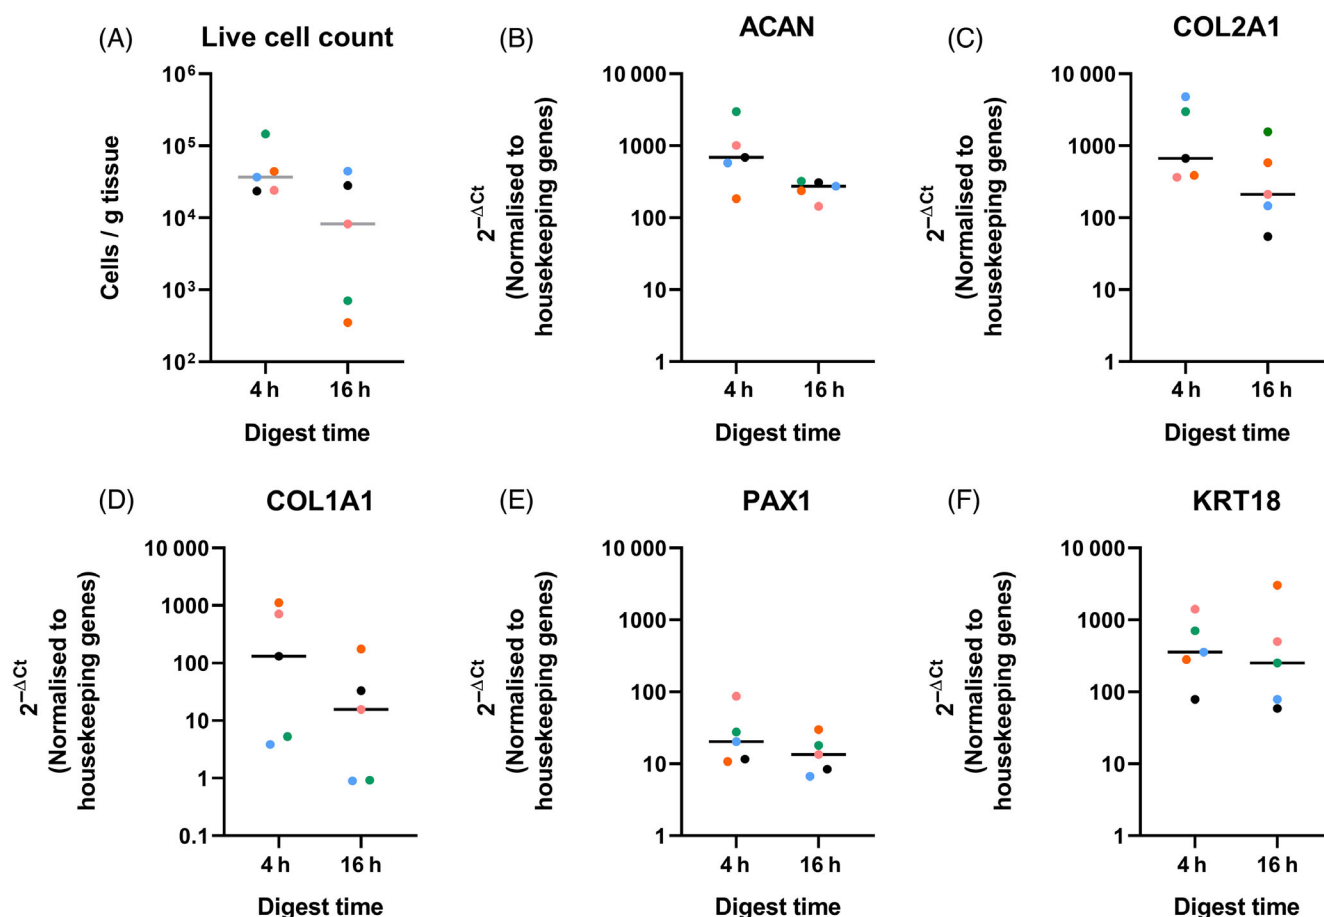 (A) Live cell count
Cells / g tissue
10⁶
10⁵
10⁴
10³
10²
4 h 16 h
Digest time
(B) ACAN
2⁻ΔCt
(Normalised to
housekeeping genes)
10 000
1000
100
10
1
4 h 16 h
Digest time
(C) COL2A1
2⁻ΔCt
(Normalised to
housekeeping genes)
10 000
1000
100
10
1
4 h 16 h
Digest time
(D) COL1A1
2⁻ΔCt
(Normalised to
housekeeping genes)
10 000
1000
100
10
1
0.1
4 h 16 h
Digest time
(E) PAX1
2⁻ΔCt
(Normalised to
housekeeping genes)
10 000
1000
100
10
1
4 h 16 h
Digest time
(F) KRT18
2⁻ΔCt
(Normalised to
housekeeping genes)
10 000
1000
100
10
1
4 h 16 h
Digest time